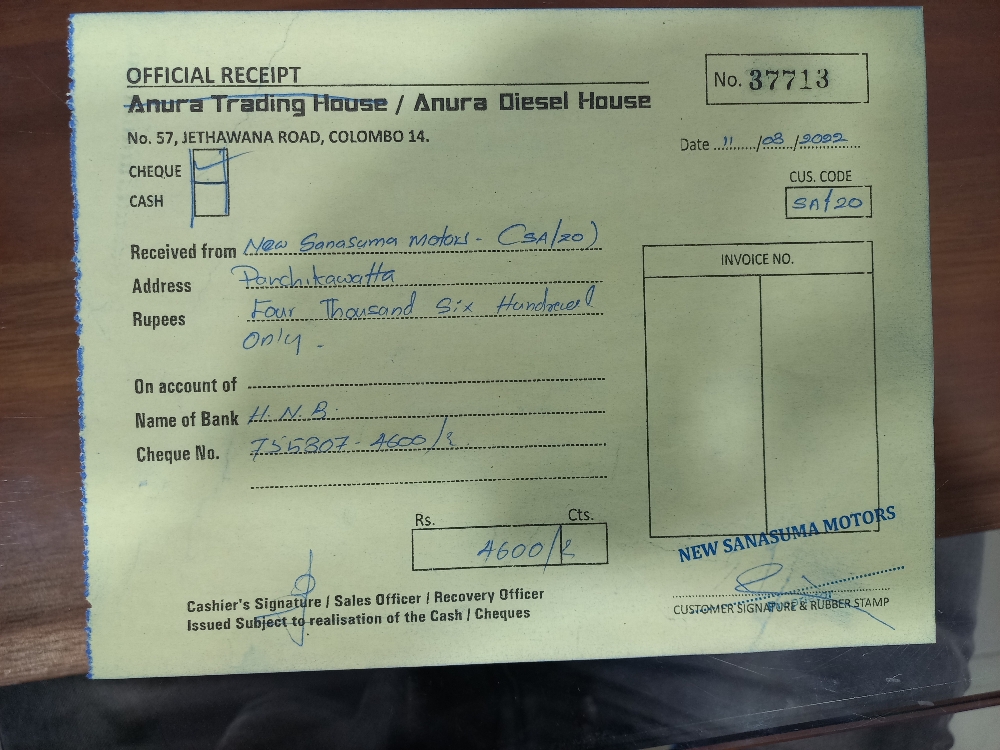 OFFICIAL RECEIPT
No. 37713
Anura Trading House / Anura Diesel House
No. 57, JETHAWANA ROAD, COLOMBO 14.
Date 11/08/2022
CHEQUE
CUS. CODE
CASH
SA/20
Received from New Sanasuma Motors - (SA/20)
INVOICE NO.
Address Panchikawatta
Rupees Four Thousand Six Hundread
Only -
On account of
Name of Bank H. N. B.
Cheque No. 755807 - 4600/
Rs. Cts.
4600/
NEW SANASUMA MOTORS
Cashier's Signature / Sales Officer / Recovery Officer
CUSTOMER SIGNATURE & RUBBER STAMP
Issued Subject to realisation of the Cash / Cheques